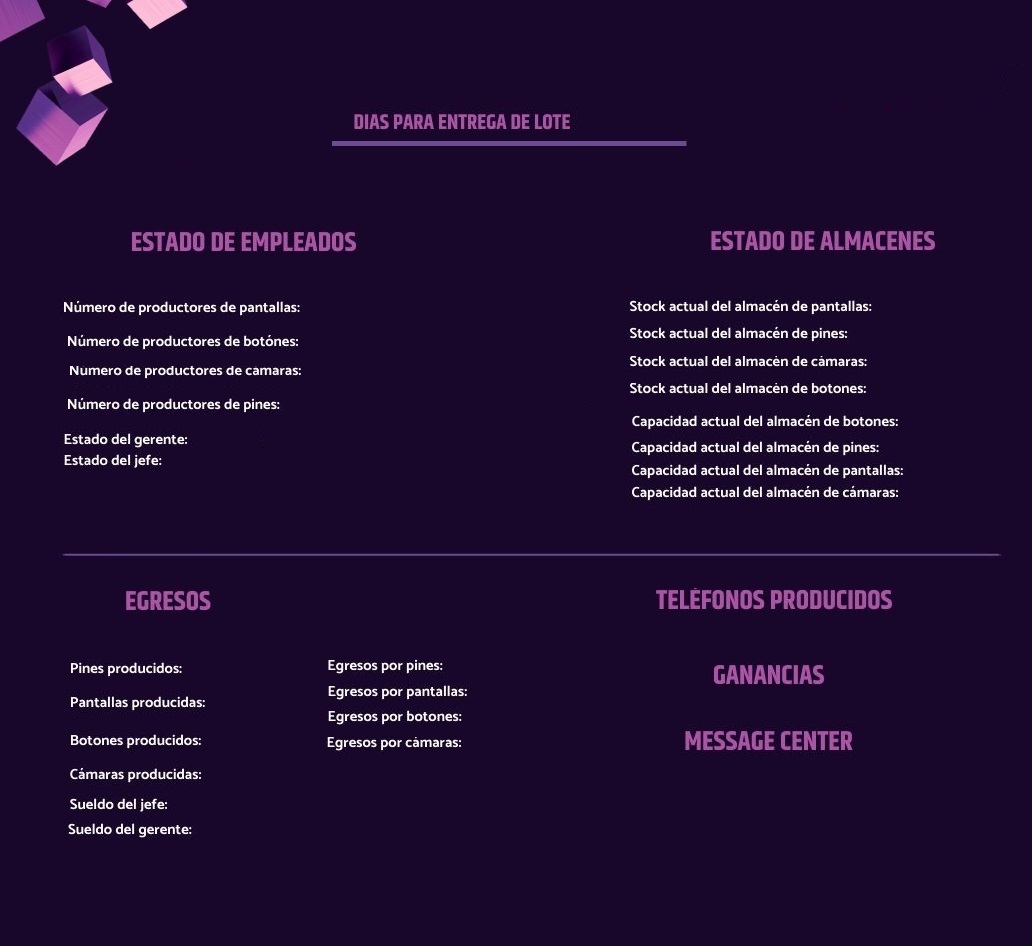 DIAS PARA ENTREGA DE LOTE
ESTADO DE EMPLEADOS
Número de productores de pantallas:
Número de productores de botónes:
Numero de productores de camaras:
Número de productores de pines:
Estado del gerente:
Estado del jefe:
ESTADO DE ALMACENES
Stock actual del almacén de pantallas:
Stock actual del almacén de pines:
Stock actual del almacén de cámaras:
Stock actual del almacén de botones:
Capacidad actual del almacén de botones:
Capacidad actual del almacén de pines:
Capacidad actual del almacén de pantallas:
Capacidad actual del almacén de cámaras:
EGRESOS
Pines producidos:
Pantallas producidas:
Botones producidos:
Cámaras producidas:
Sueldo del jefe:
Sueldo del gerente:
Egresos por pines:
Egresos por pantallas:
Egresos por botones:
Egresos por cámaras:
TELÉFONOS PRODUCIDOS
GANANCIAS
MESSAGE CENTER